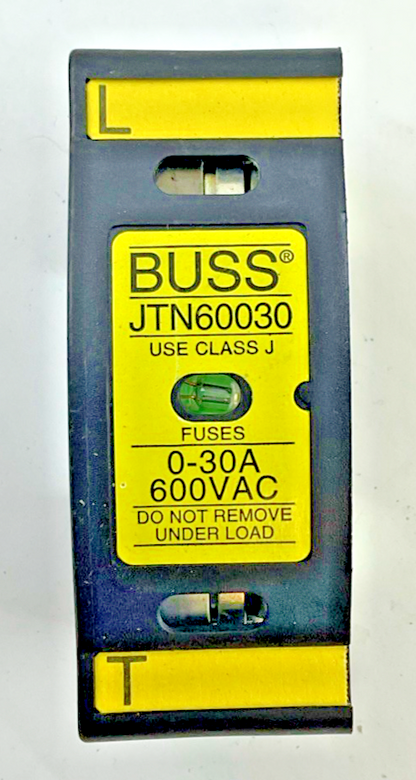 L
BUSS®
JTN60030
USE CLASS J
FUSES
0-30A
600VAC
DO NOT REMOVE
UNDER LOAD
T